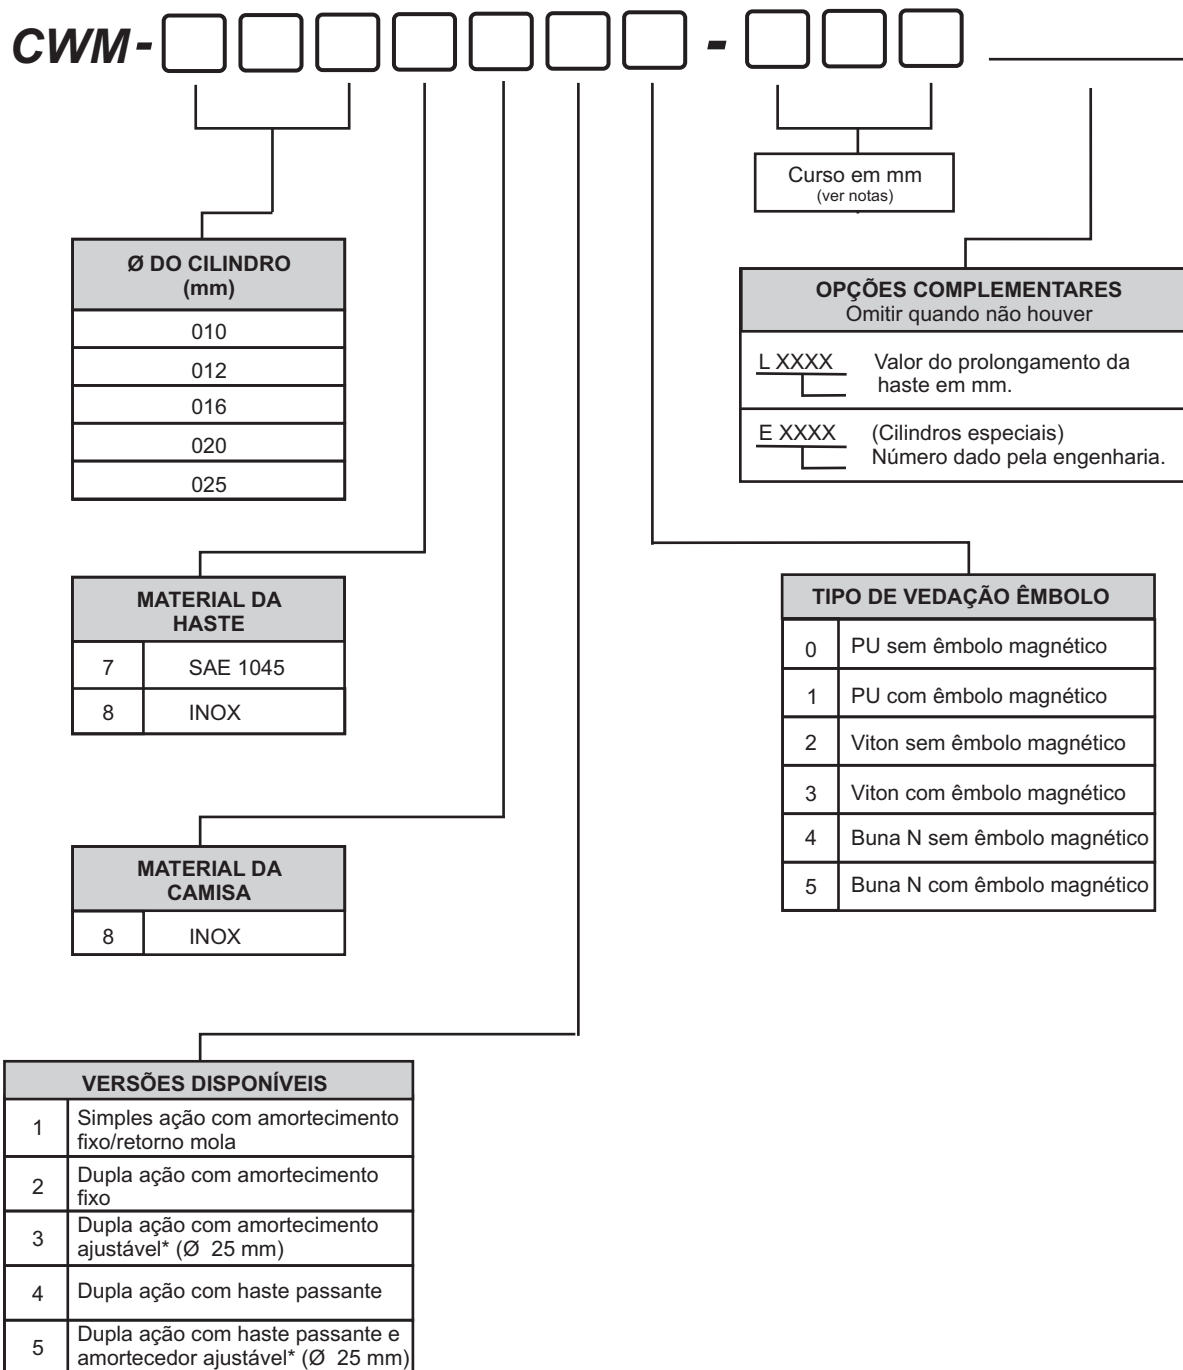 CWM- -
Curso em mm
(ver notas)
Ø DO CILINDRO
(mm)
010
012
016
020
025
OPÇÕES COMPLEMENTARES
Omitir quando não houver
L XXXX Valor do prolongamento da
haste em mm.
E XXXX (Cilindros especiais)
Número dado pela engenharia.
MATERIAL DA
HASTE
7 SAE 1045
8 INOX
TIPO DE VEDAÇÃO ÊMBOLO
0 PU sem êmbolo magnético
1 PU com êmbolo magnético
2 Viton sem êmbolo magnético
3 Viton com êmbolo magnético
4 Buna N sem êmbolo magnético
5 Buna N com êmbolo magnético
MATERIAL DA
CAMISA
8 INOX
VERSÕES DISPONÍVEIS
1 Simples ação com amortecimento
fixo/retorno mola
2 Dupla ação com amortecimento
fixo
3 Dupla ação com amortecimento
ajustável* (Ø 25 mm)
4 Dupla ação com haste passante
5 Dupla ação com haste passante e
amortecedor ajustável* (Ø 25 mm)